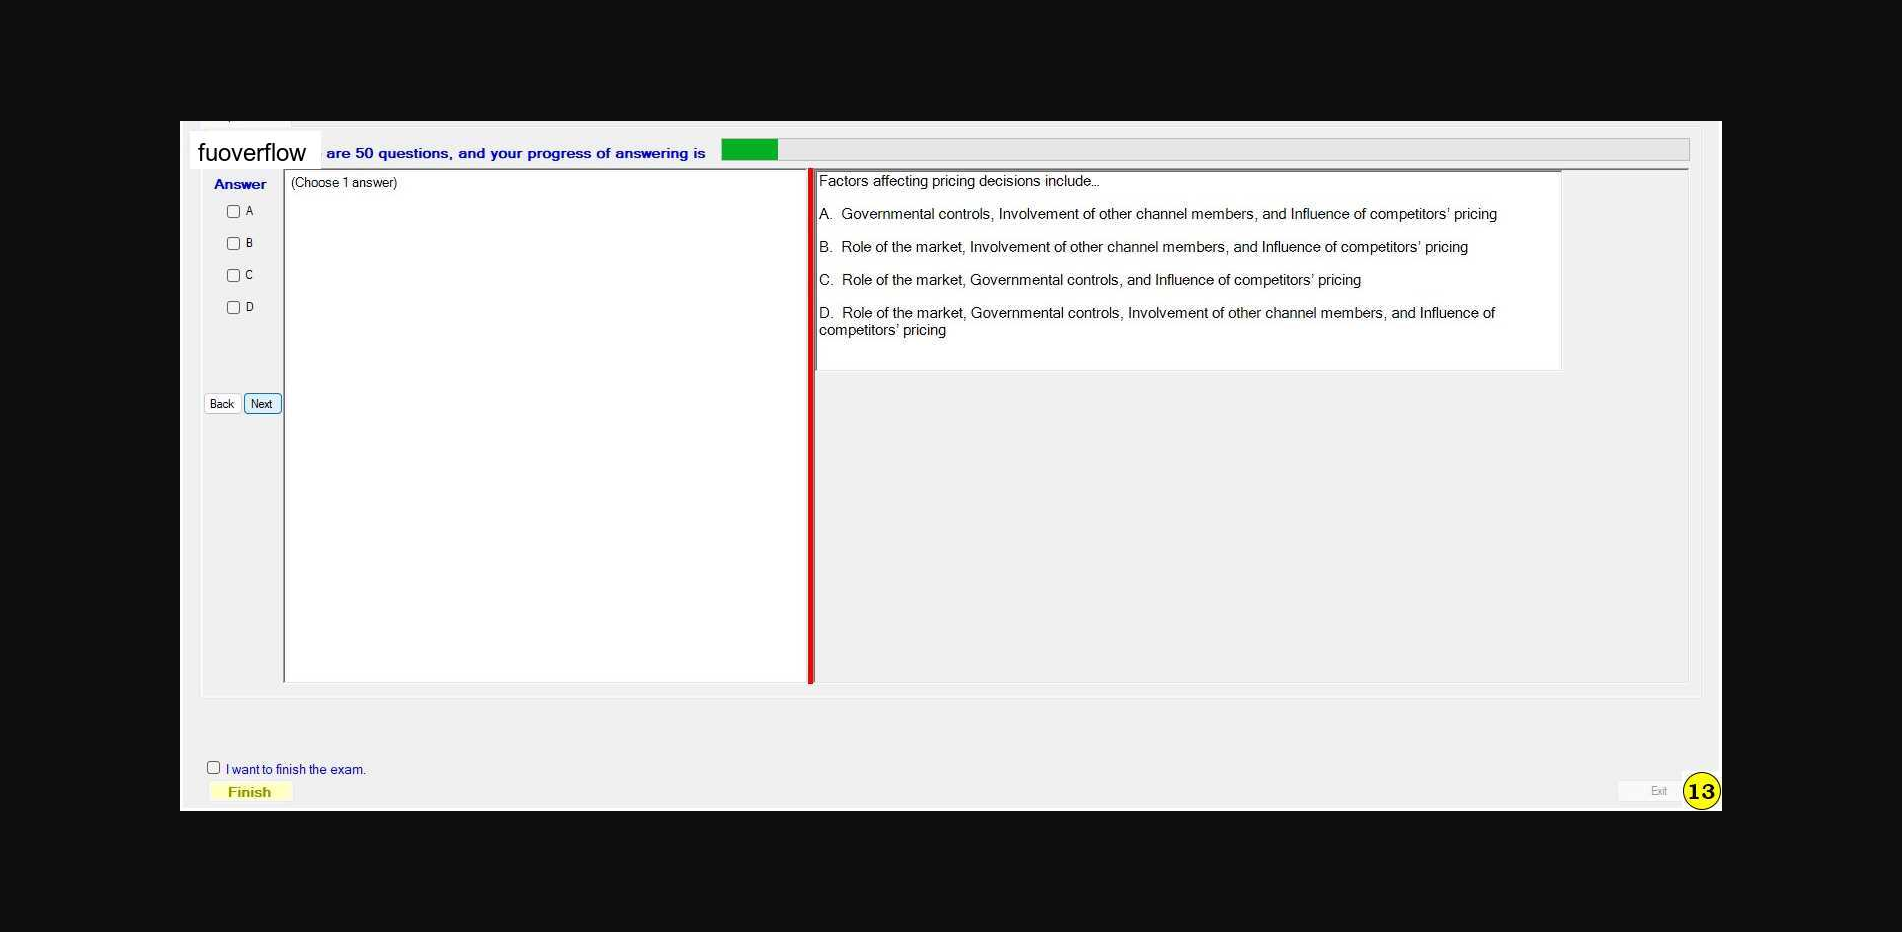 fuoverflow are 50 questions, and your progress of answering is
Answer
(Choose 1 answer)
A
B
C
D
Back Next
Factors affecting pricing decisions include...
A. Governmental controls, Involvement of other channel members, and Influence of competitors' pricing
B. Role of the market, Involvement of other channel members, and Influence of competitors' pricing
C. Role of the market, Governmental controls, and Influence of competitors' pricing
D. Role of the market, Governmental controls, Involvement of other channel members, and Influence of
competitors' pricing
I want to finish the exam.
Finish
Exit
13